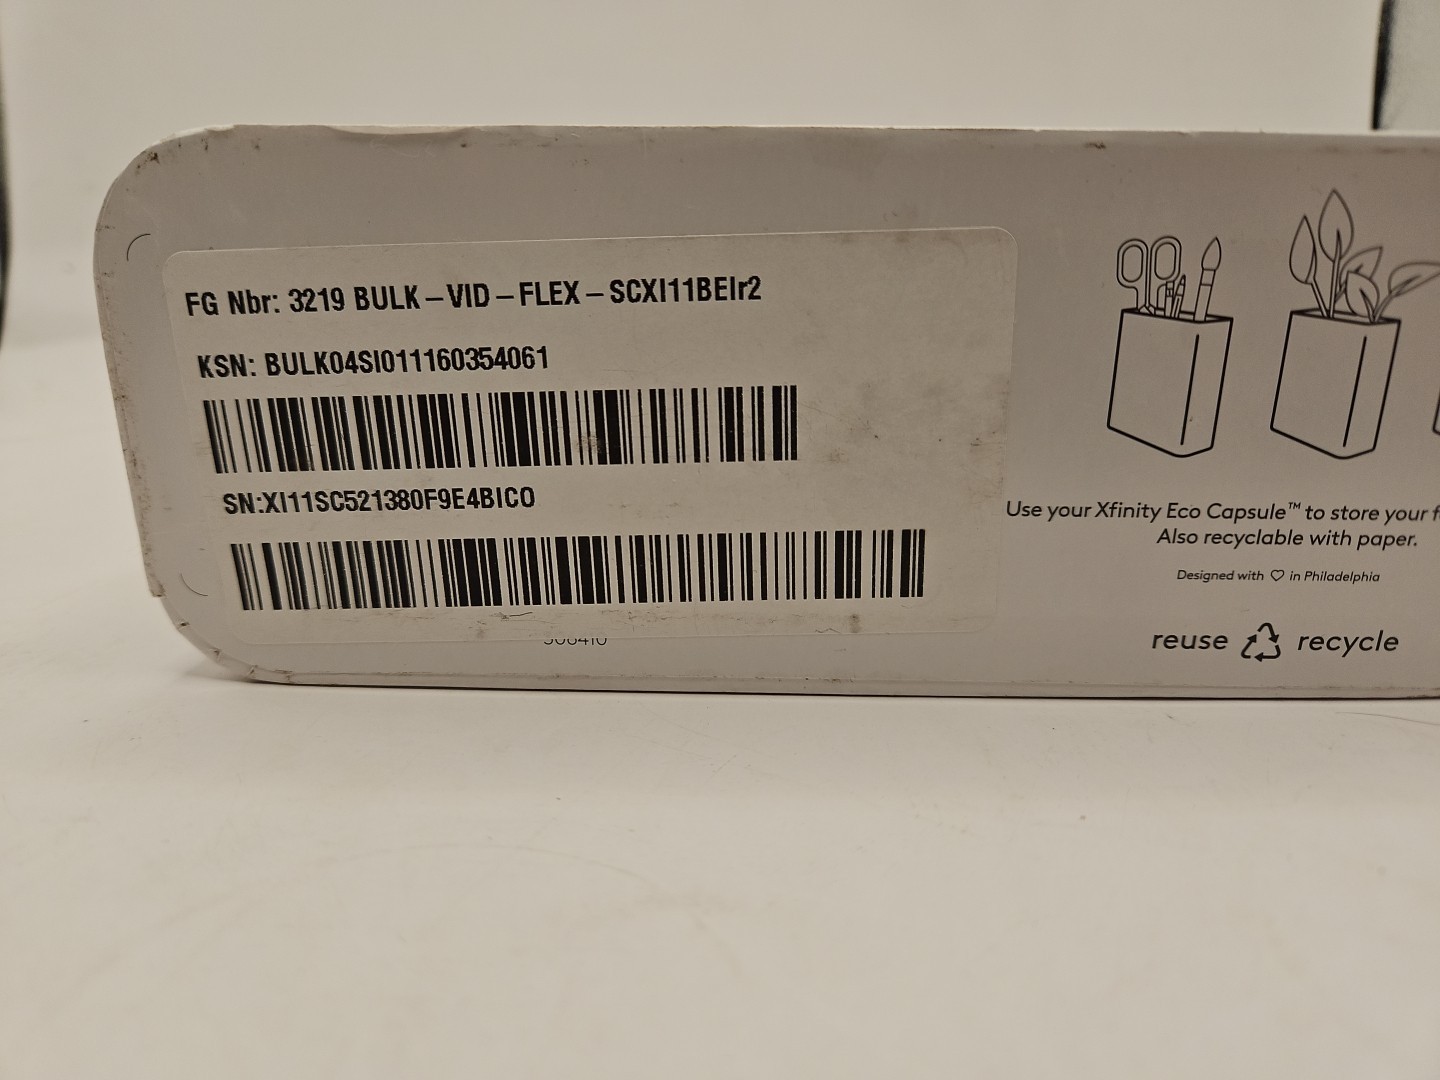 FG Nbr: 3219 BULK–VID–FLEX–SCXI11BEIr2
KSN: BULK04SI011160354061
SN:XI11SC521380F9E4BICO
Use your Xfinity Eco Capsule™ to store your
Also recyclable with paper.
Designed with ♡ in Philadelphia
reuse recycle